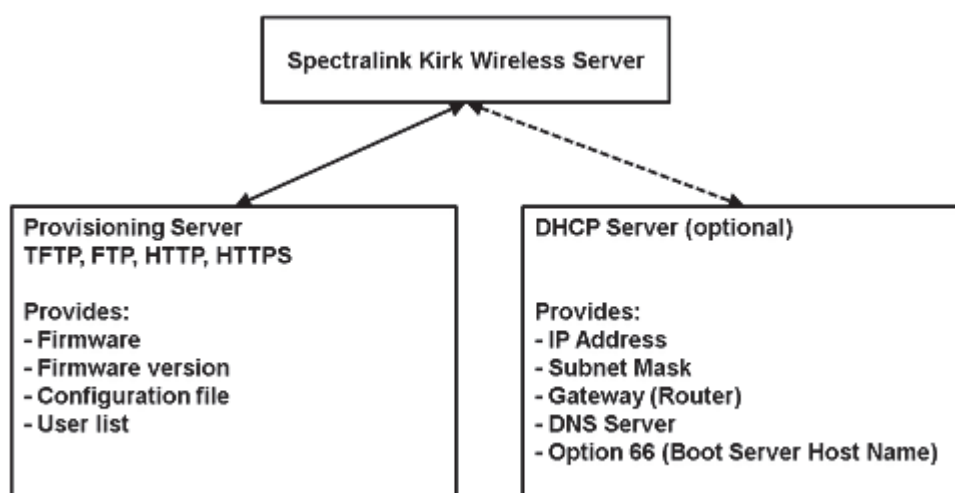 Spectralink Kirk Wireless Server
Provisioning Server
TFTP, FTP, HTTP, HTTPS
Provides:
- Firmware
- Firmware version
- Configuration file
- User list
DHCP Server (optional)
Provides:
- IP Address
- Subnet Mask
- Gateway (Router)
- DNS Server
- Option 66 (Boot Server Host Name)